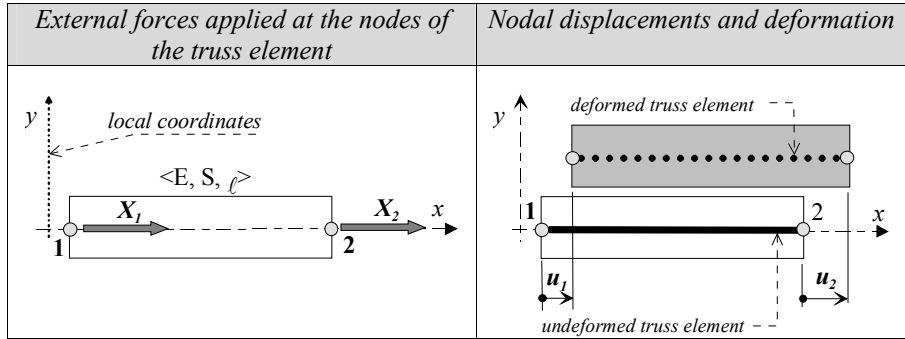 External forces applied at the nodes of
the truss element
Nodal displacements and deformation
y
local coordinates
<E, S, ℓ>
X₁
X₂
x
1
2
y
deformed truss element
1
2
x
u₁
u₂
undeformed truss element